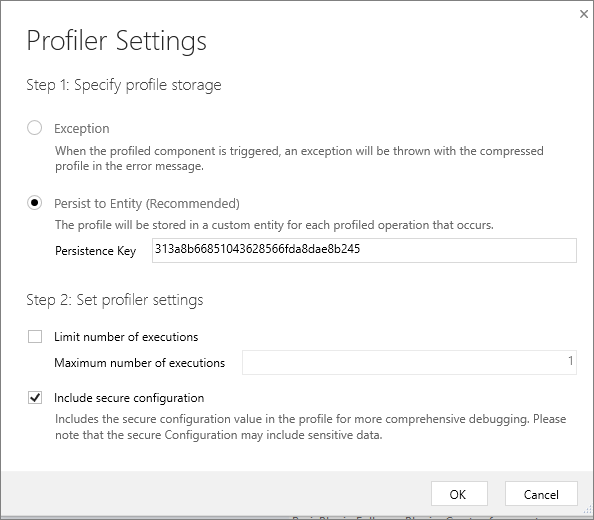 Profiler Settings
Step 1: Specify profile storage
Exception
When the profiled component is triggered, an exception will be thrown with the compressed
profile in the error message.
Persist to Entity (Recommended)
The profile will be stored in a custom entity for each profiled operation that occurs.
Persistence Key 313a8b66851043628566fda8dae8b245
Step 2: Set profiler settings
Limit number of executions
Maximum number of executions 1
Include secure configuration
Includes the secure configuration value in the profile for more comprehensive debugging. Please
note that the secure Configuration may include sensitive data.
OK Cancel